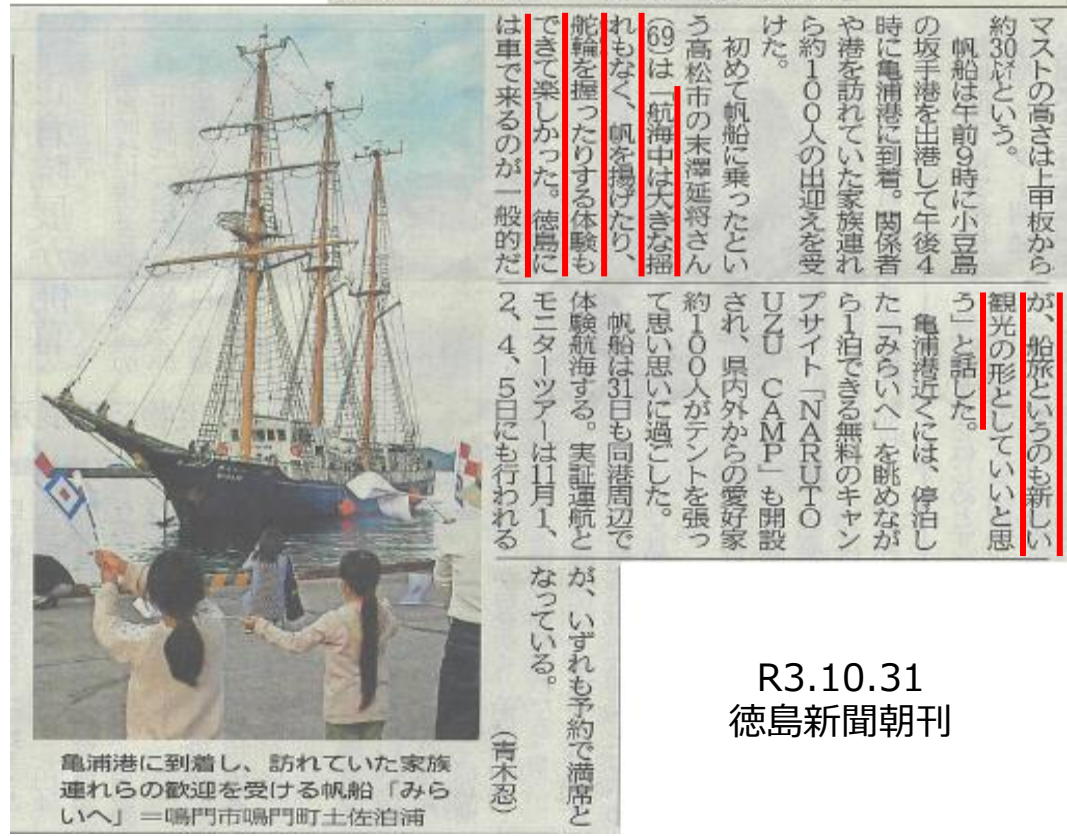 マストの高さは上甲板から
約30㍍という。
帆船は午前9時に小豆島
の坂手港を出港して午後4
時に亀浦港に到着。関係者
や港を訪れていた家族連れ
ら約100人の出迎えを受
けた。
初めて帆船に乗ったとい
う高松市の末澤延将さん
(69)は「航海中は大きな揺
れもなく、帆を揚げたり、
舵輪を握ったりする体験も
できて楽しかった。徳島に
は車で来るのが一般的だ
が、船旅というのも新しい
観光の形としていいと思
う」と話した。
亀浦港近くには、停泊し
た「みらいへ」を眺めなが
ら1泊できる無料のキャン
プサイト「NARUTO
UZU CAMP」も開設
され、県内外からの愛好家
約100人がテントを張っ
て思い思いに過ごした。
帆船は31日も同港周辺で
体験航海する。実証運航と
モニターツアーは11月1、
2、4、5日にも行われる
が、いずれも予約で満席と
なっている。
(青木忍)
亀浦港に到着し、訪れていた家族
連れらの歓迎を受ける帆船「みら
いへ」＝鳴門市鳴門町土佐泊浦
R3.10.31
徳島新聞朝刊